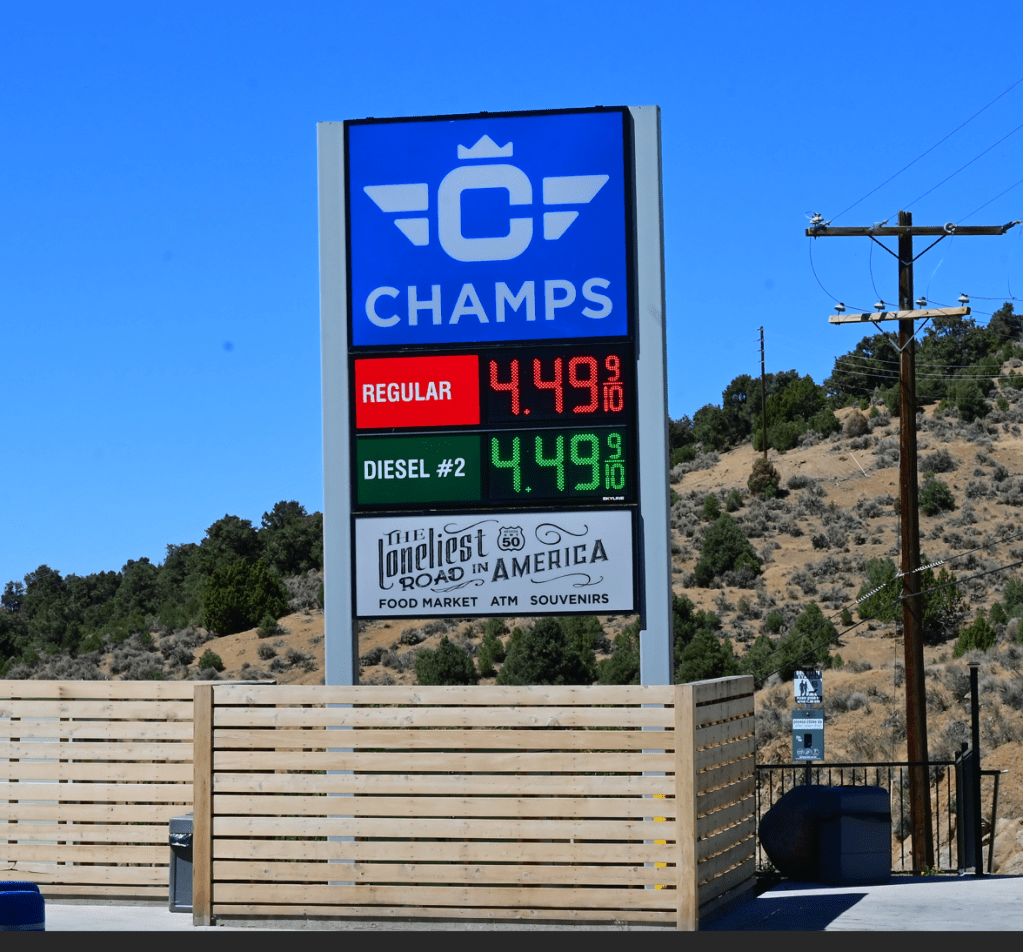 C
CHAMPS
REGULAR 4.49 9/10
DIESEL #2 4.49 9/10
SKYLINE
THE
loneliest 50
ROAD IN AMERICA
FOOD MARKET ATM SOUVENIRS